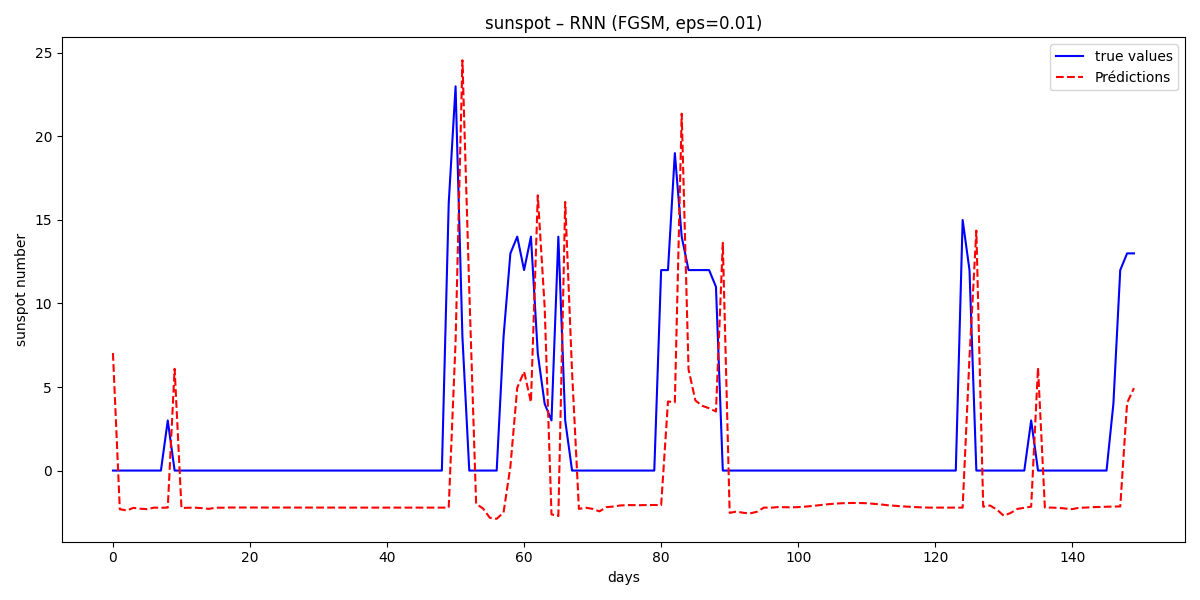 sunspot – RNN (FGSM, eps=0.01)
true values
Prédictions
sunspot number
25
20
15
10
5
0
0 20 40 60 80 100 120 140
days